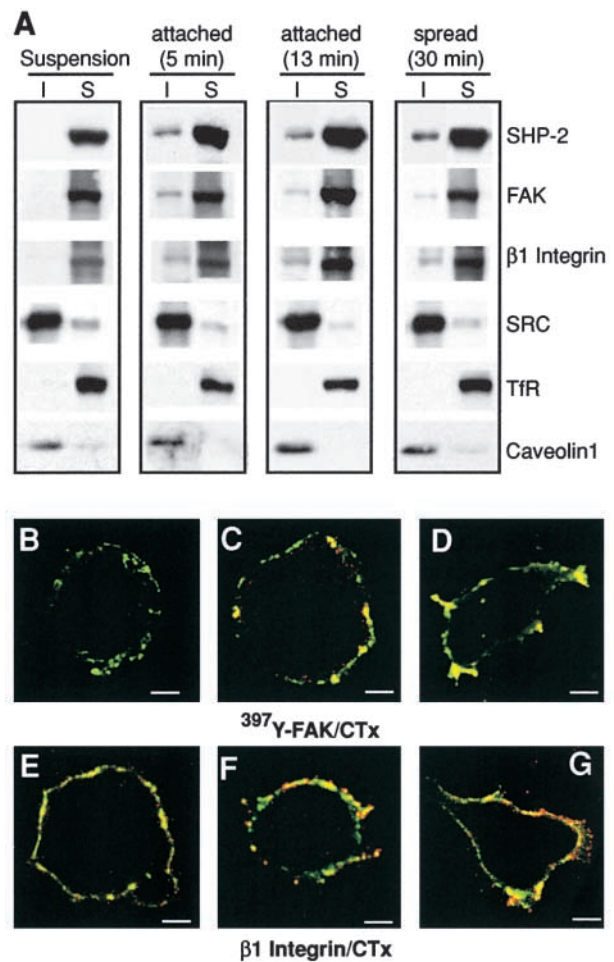 A
Suspension
attached
(5 min)
attached
(13 min)
spread
(30 min)
I S I S I S I S
SHP-2
FAK
β1 Integrin
SRC
TfR
Caveolin1
B C D
³⁹⁷Y-FAK/CTx
E F G
β1 Integrin/CTx